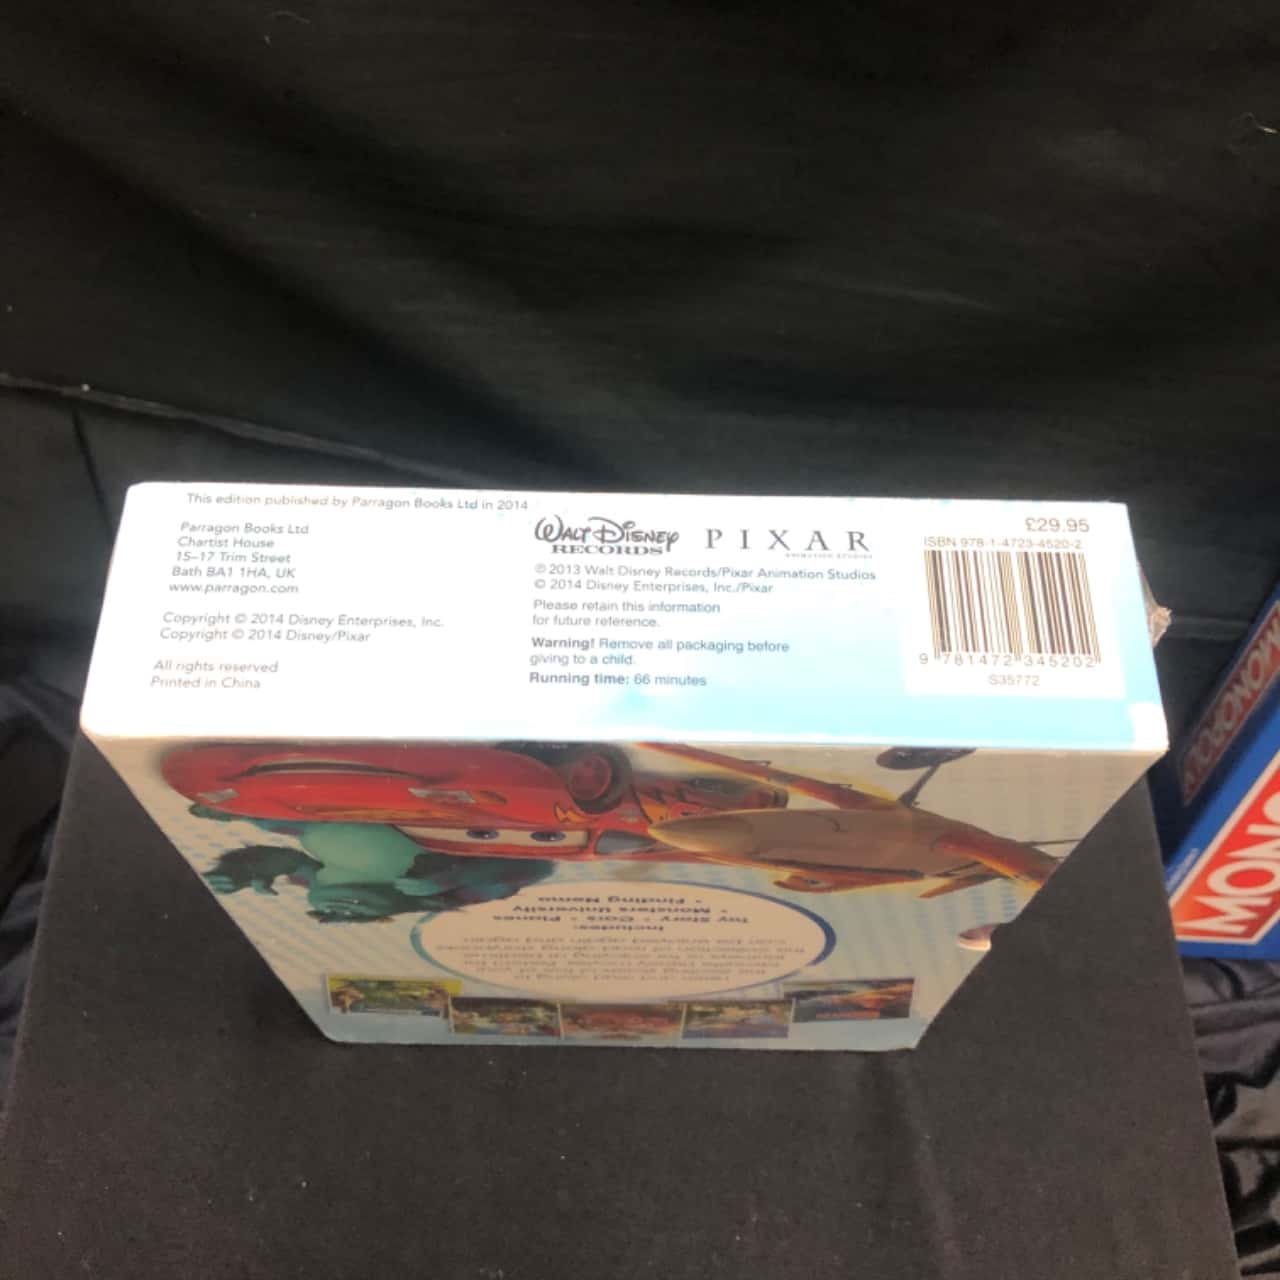 This edition published by Parragon Books Ltd in 2014
Parragon Books Ltd
Chartist House
15–17 Trim Street
Bath BA1 1HA, UK
www.parragon.com
Copyright © 2014 Disney Enterprises, Inc.
Copyright © 2014 Disney/Pixar
All rights reserved
Printed in China
WALT DISNEY
RECORDS
PIXAR
ANIMATION STUDIOS
℗ 2013 Walt Disney Records/Pixar Animation Studios
© 2014 Disney Enterprises, Inc./Pixar
Please retain this information
for future reference.
Warning! Remove all packaging before
giving to a child.
Running time: 66 minutes
£29.95
ISBN 978-1-4723-4520-2
9 781472 345202
S35772
Includes:
Toy Story • Cars • Planes
• Monsters University
• Finding Nemo
MONOPOLY
MONO